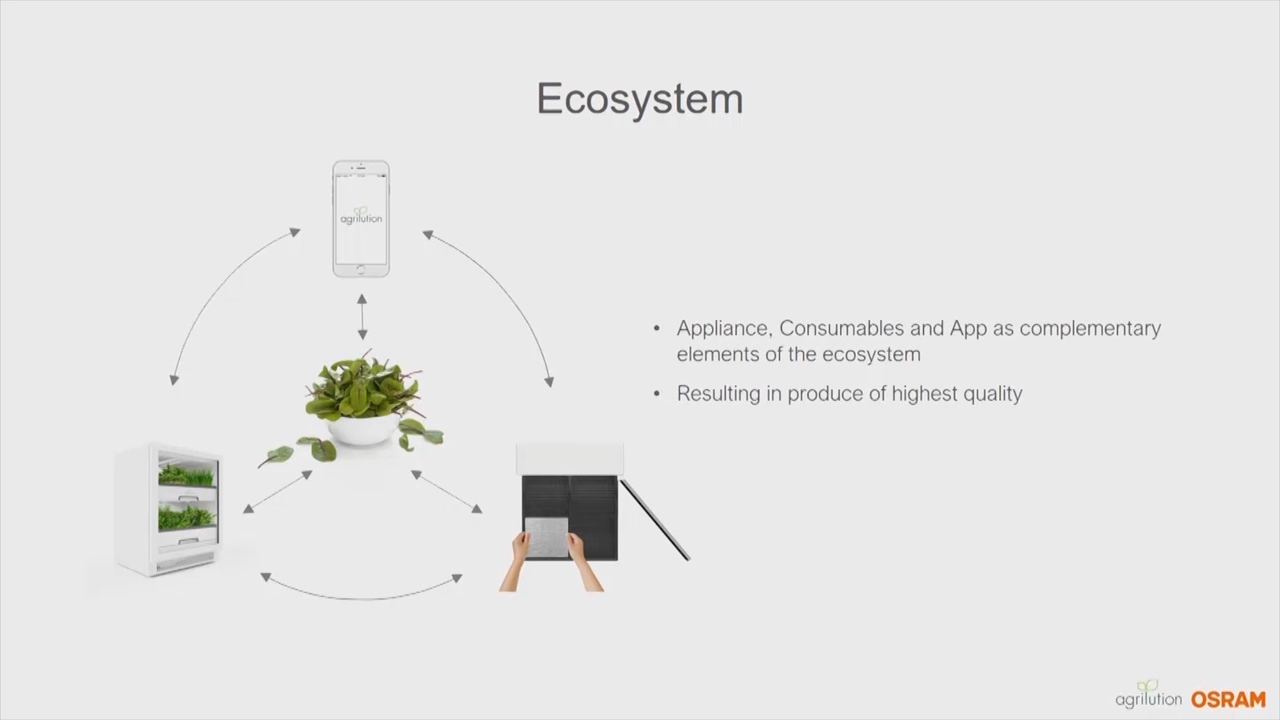 Ecosystem
agrilution
• Appliance, Consumables and App as complementary
elements of the ecosystem
• Resulting in produce of highest quality
agrilution OSRAM